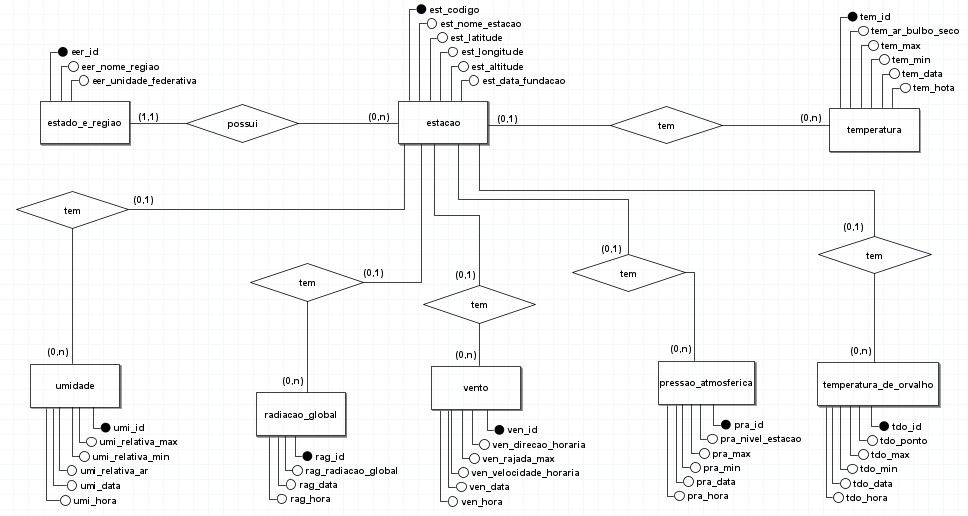 est_codigo
est_nome_estacao
est_latitude
est_longitude
est_altitude
est_data_fundacao
tem_id
tem_ar_bulbo_seco
tem_max
tem_min
tem_data
tem_hota
eer_id
eer_nome_regiao
eer_unidade_federativa
estado_e_regiao
(1,1)
possui
(0,n)
estacao
(0,1)
tem
(0,n)
temperatura
tem
(0,1)
(0,n)
umidade
umi_id
umi_relativa_max
umi_relativa_min
umi_relativa_ar
umi_data
umi_hora
tem
(0,1)
(0,n)
radiacao_global
rag_id
rag_radiacao_global
rag_data
rag_hora
(0,1)
tem
(0,n)
vento
ven_id
ven_direcao_horaria
ven_rajada_max
ven_velocidade_horaria
ven_data
ven_hora
(0,1)
tem
(0,n)
pressao_atmosferica
pra_id
pra_nivel_estacao
pra_max
pra_min
pra_data
pra_hora
(0,1)
tem
(0,n)
temperatura_de_orvalho
tdo_id
tdo_ponto
tdo_max
tdo_min
tdo_data
tdo_hora